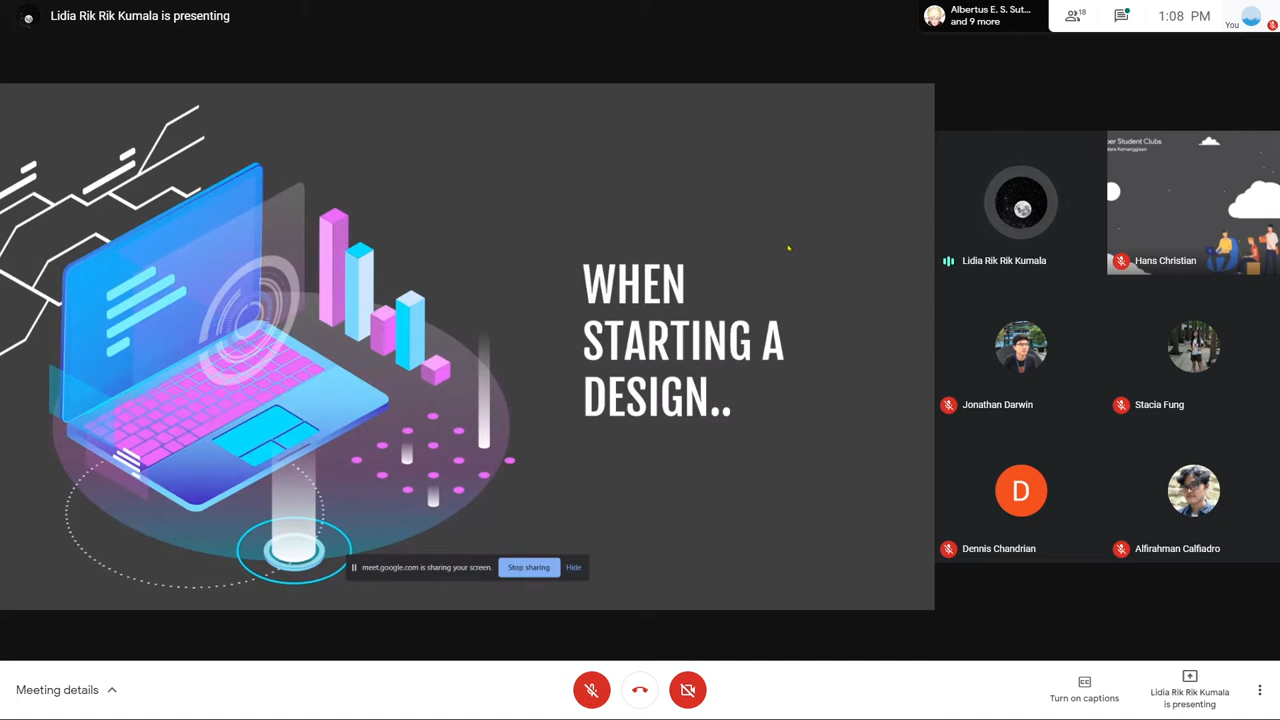 Lidia Rik Rik Kumala is presenting
Albertus E. S. Sut...
and 9 more
18
1:08 PM
You
WHEN
STARTING A
DESIGN..
meet.google.com is sharing your screen.
Stop sharing
Hide
Lidia Rik Rik Kumala
per Student Clubs
Hans Christian
Jonathan Darwin
Stacia Fung
D
Dennis Chandrian
Alfirahman Calfiadro
Meeting details
CC
Turn on captions
Lidia Rik Rik Kumala
is presenting